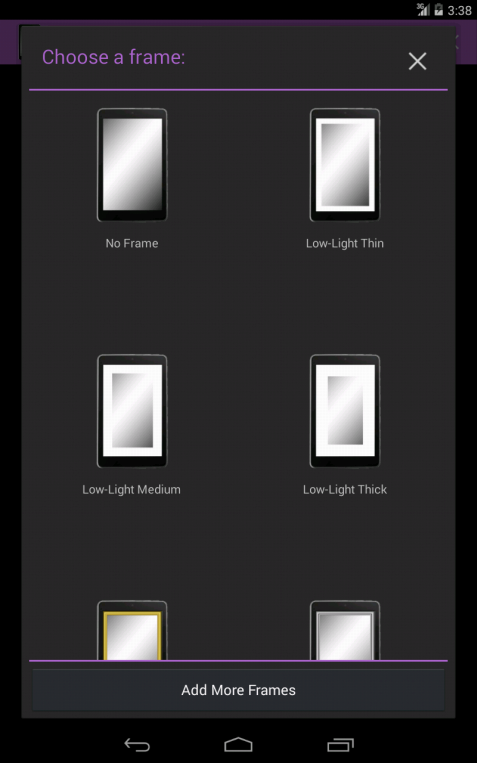 3G
3:38
Choose a frame:
No Frame
Low-Light Thin
Low-Light Medium
Low-Light Thick
Add More Frames